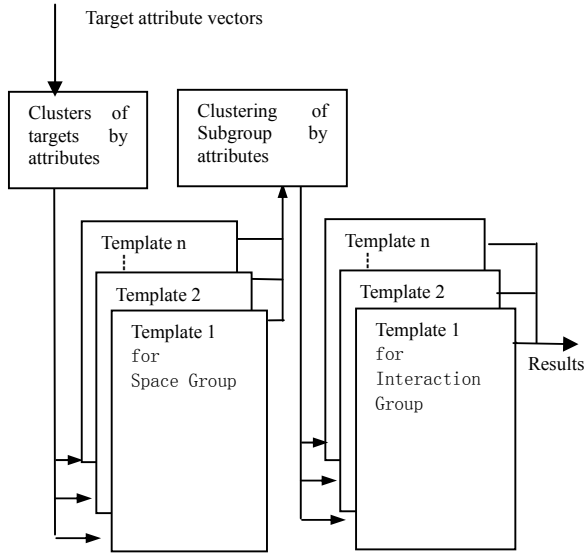 Target attribute vectors
Clusters of
targets by
attributes
Clustering of
Subgroup by
attributes
Template n
Template 2
Template 1
for
Space Group
Template n
Template 2
Template 1
for
Interaction
Group
Results